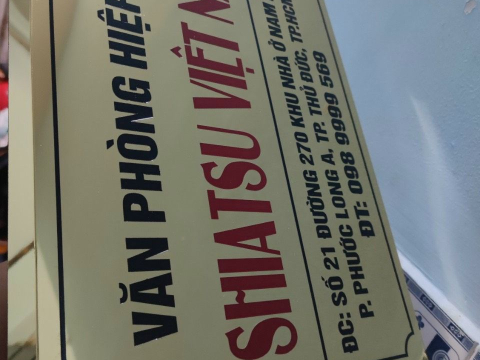 VĂN PHÒNG HIỆP
SHIATSU VIỆT
ĐC: SỐ 21 ĐƯỜNG 270 KHU NHÀ Ở NAM
P. PHƯỚC LONG A, TP. THỦ ĐỨC, TP.HCM
ĐT: 098 9999 569